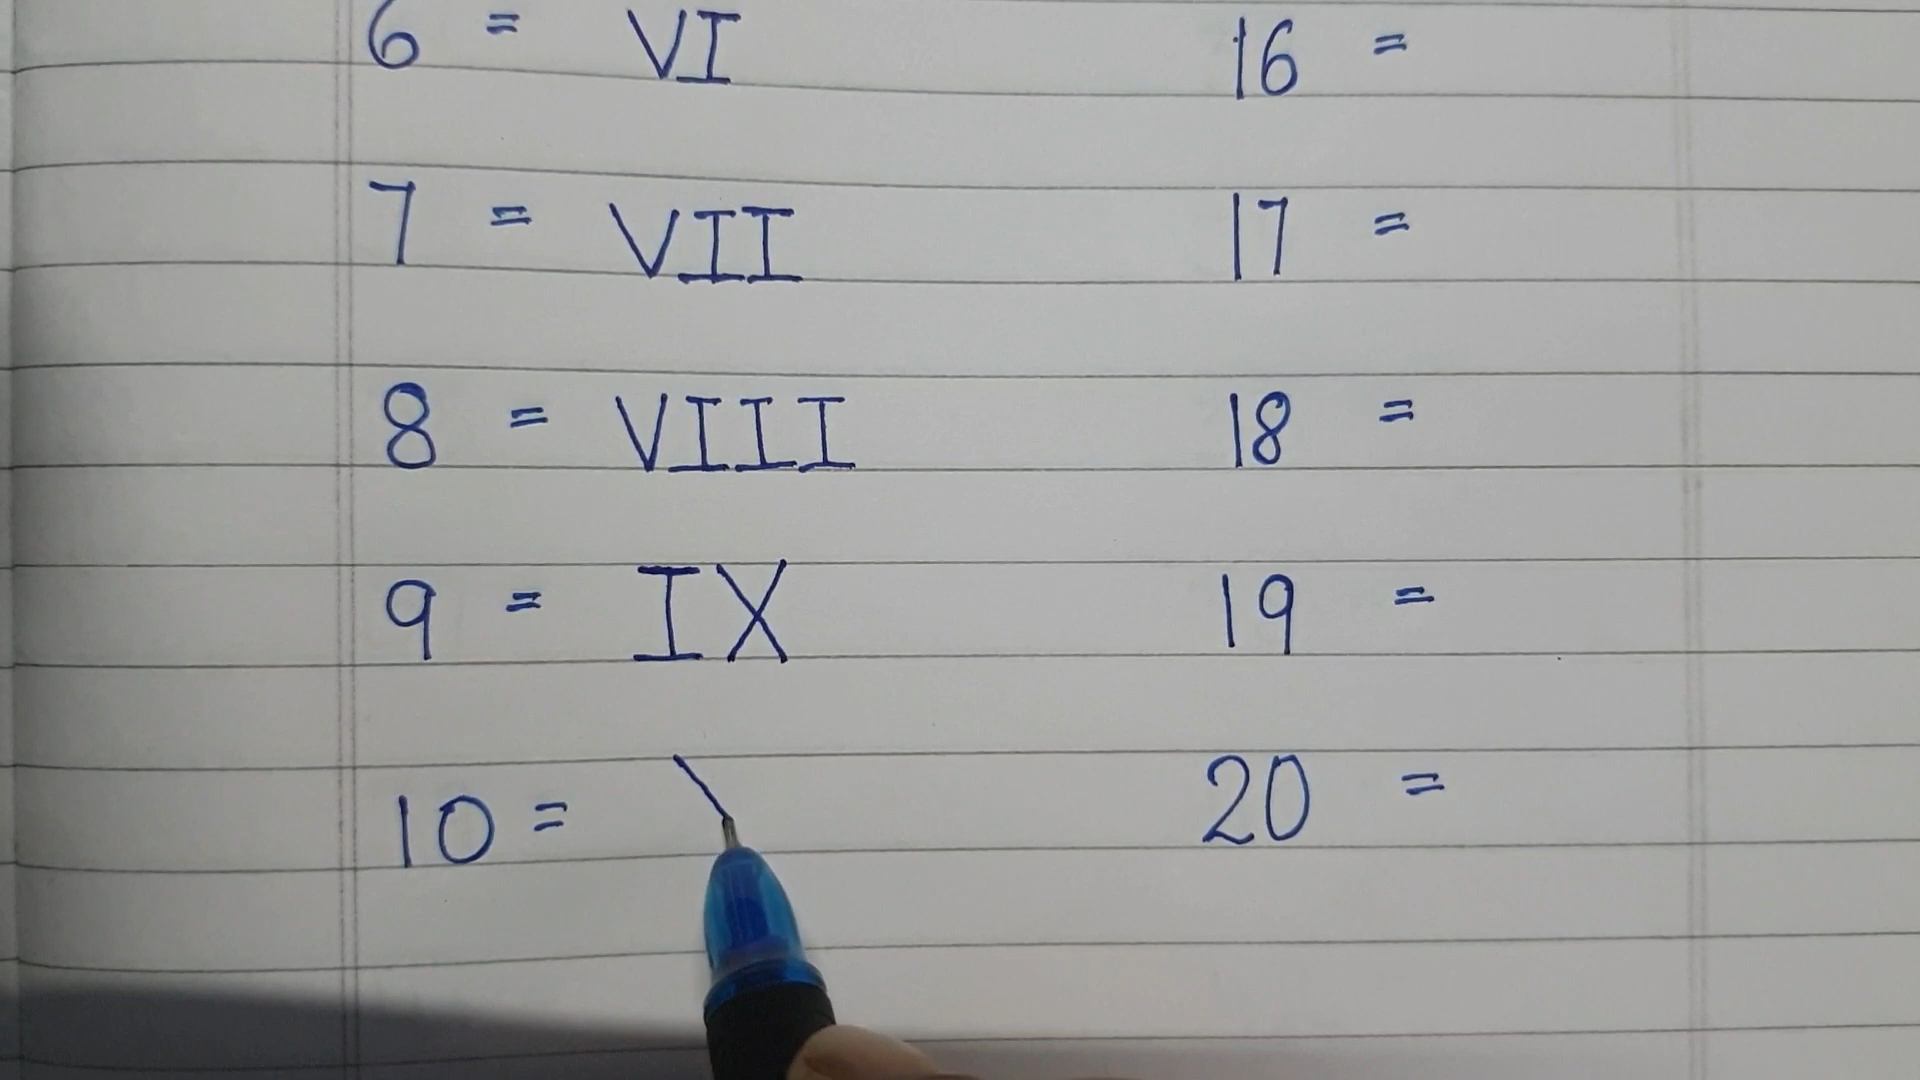 6 = VI 16 =
7 = VII 17 =
8 = VIII 18 =
9 = IX 19 =
10 = 20 =